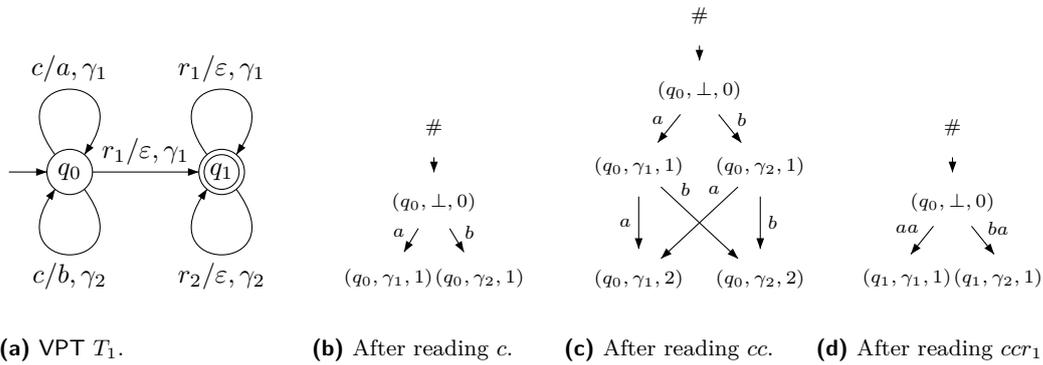 c/a, γ₁
r₁/ε, γ₁
q₀
r₁/ε, γ₁
q₁
c/b, γ₂
r₂/ε, γ₂
(a) VPT T₁.
#
(q₀, ⊥, 0)
a b
(q₀, γ₁, 1) (q₀, γ₂, 1)
(b) After reading c.
#
(q₀, ⊥, 0)
a b
(q₀, γ₁, 1) (q₀, γ₂, 1)
b a
a b
(q₀, γ₁, 2) (q₀, γ₂, 2)
(c) After reading cc.
#
(q₀, ⊥, 0)
aa ba
(q₁, γ₁, 1) (q₁, γ₂, 1)
(d) After reading ccr₁